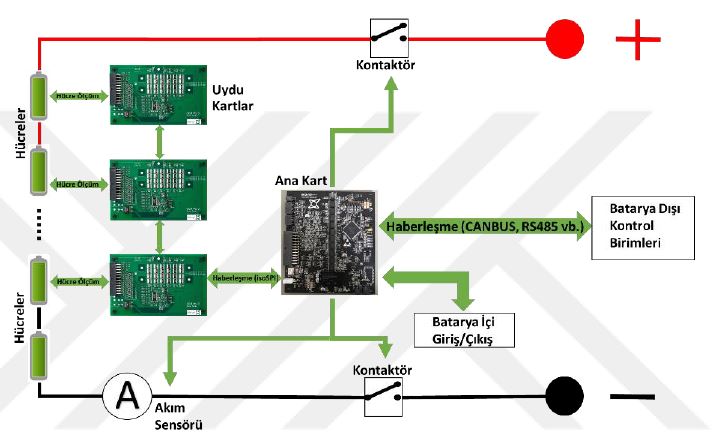 Kontaktör
Hücreler
Hücre Ölçüm
Uydu
Kartlar
Hücre Ölçüm
Ana Kart
Haberleşme (CANBUS, RS485 vb.)
Batarya Dışı
Kontrol
Birimleri
Hücre Ölçüm
Haberleşme (isoSPI)
Hücreler
Batarya İçi
Giriş/Çıkış
Kontaktör
A
Akım
Sensörü